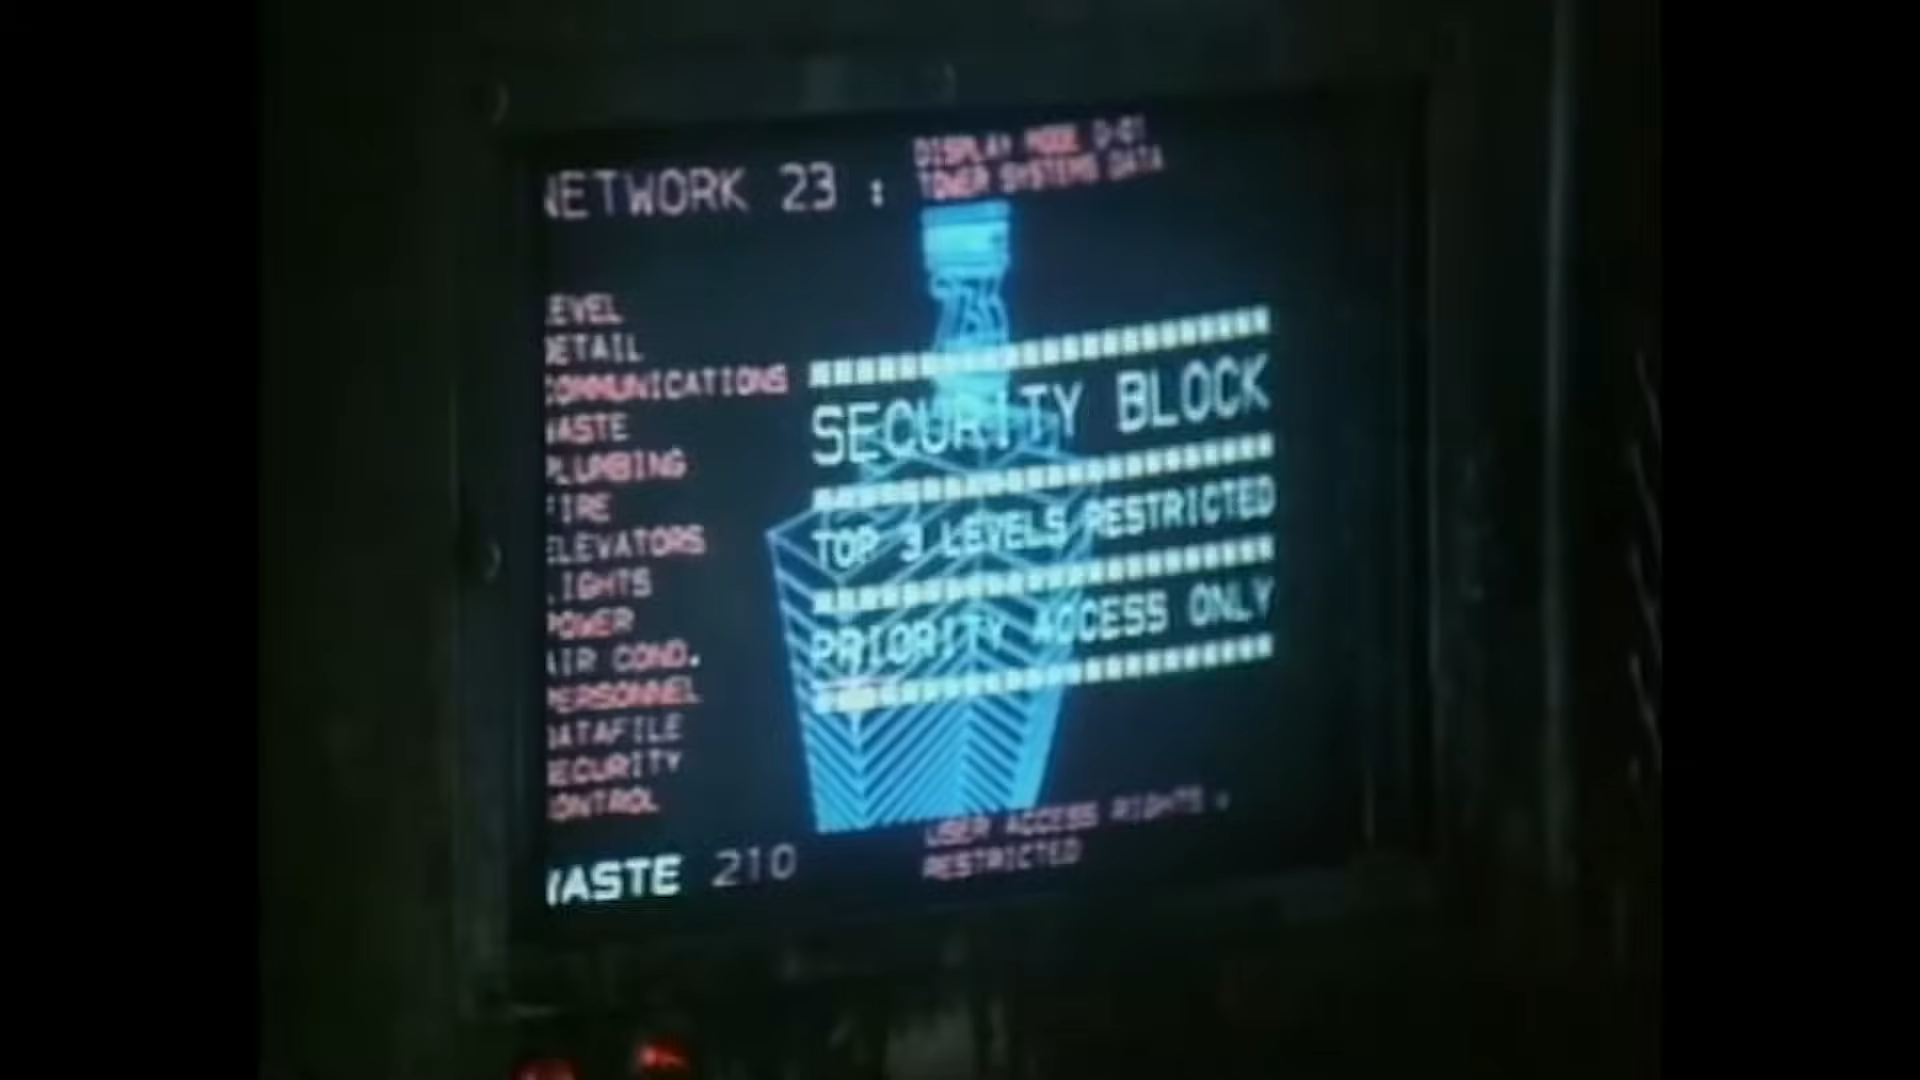 NETWORK 23 :
DISPLAY MODE D-01
TOWER SYSTEMS DATA
LEVEL
DETAIL
COMMUNICATIONS
WASTE
PLUMBING
FIRE
ELEVATORS
LIGHTS
POWER
AIR COND.
PERSONNEL
DATAFILE
SECURITY
CONTROL
SECURITY BLOCK
TOP 3 LEVELS RESTRICTED
PRIORITY ACCESS ONLY
WASTE 210
USER ACCESS RIGHTS :
RESTRICTED